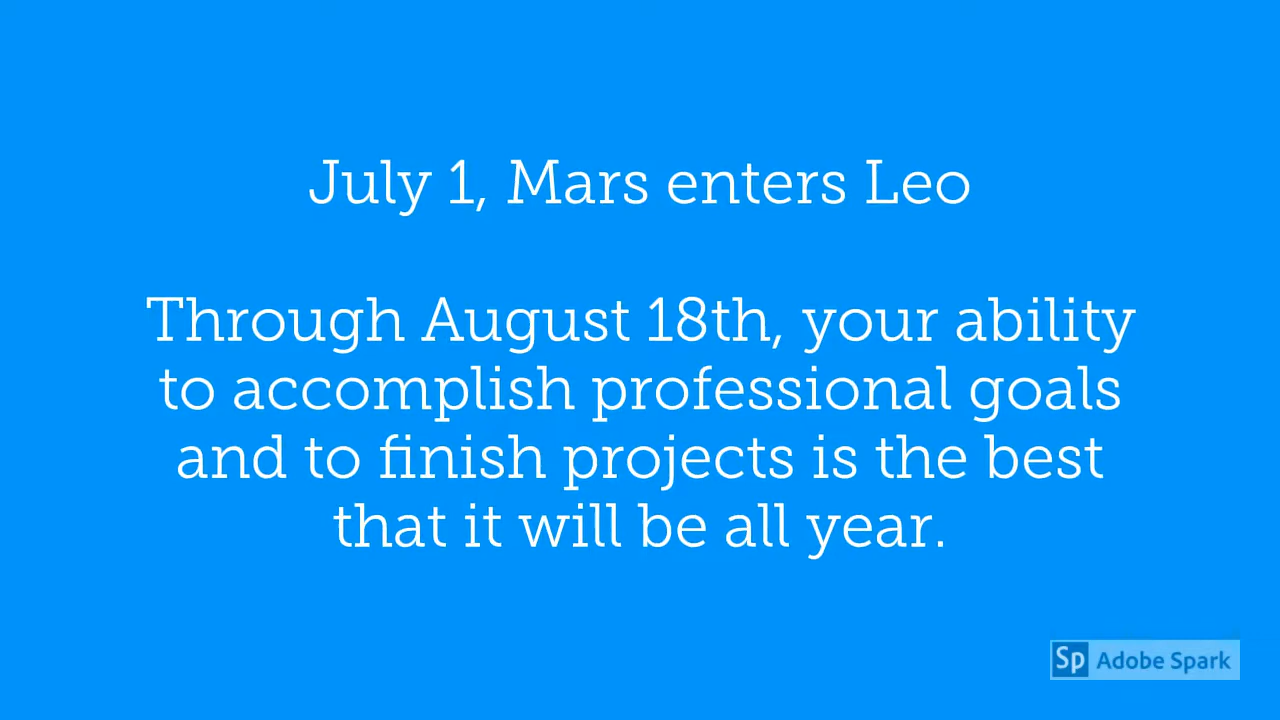 July 1, Mars enters Leo
Through August 18th, your ability
to accomplish professional goals
and to finish projects is the best
that it will be all year.
Sp Adobe Spark